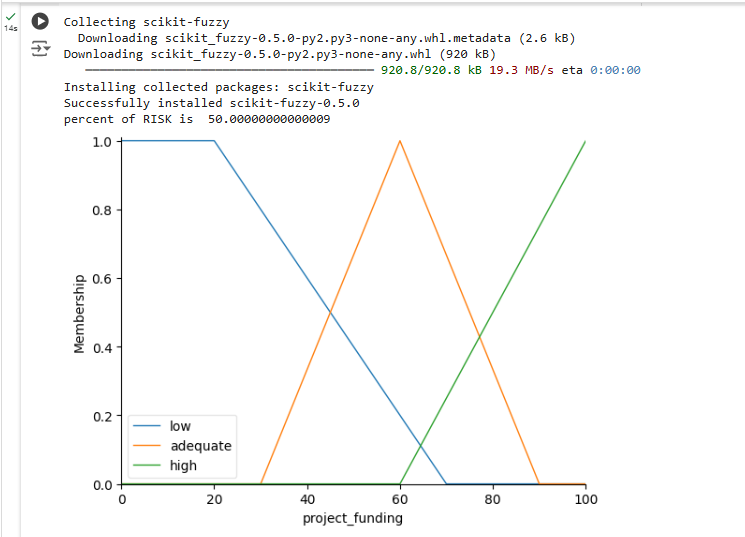 14s
Collecting scikit-fuzzy
Downloading scikit_fuzzy-0.5.0-py2.py3-none-any.whl.metadata (2.6 kB)
Downloading scikit_fuzzy-0.5.0-py2.py3-none-any.whl (920 kB)
920.8/920.8 kB 19.3 MB/s eta 0:00:00
Installing collected packages: scikit-fuzzy
Successfully installed scikit-fuzzy-0.5.0
percent of RISK is  50.00000000000009
1.0
0.8
0.6
0.4
0.2
0.0
Membership
low
adequate
high
0 20 40 60 80 100
project_funding